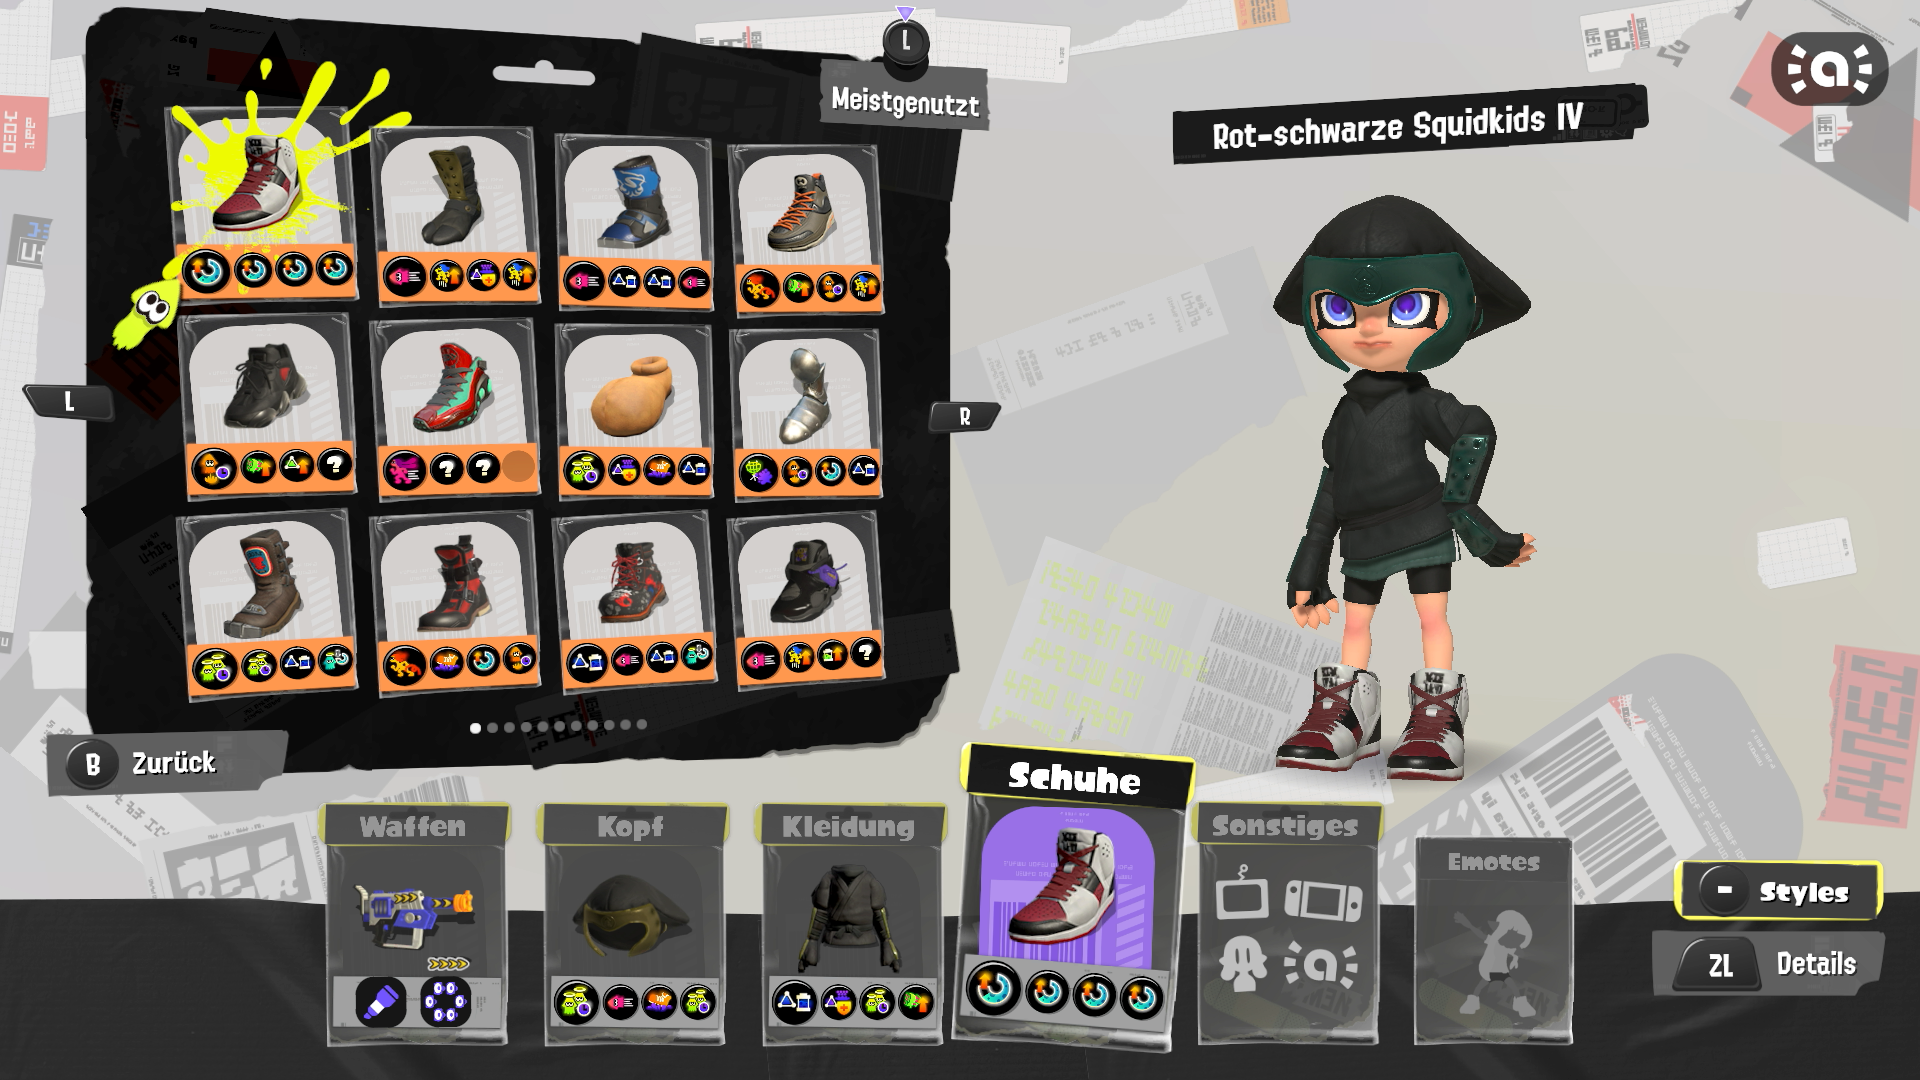 L
Meistgenutzt
Rot-schwarze Squidkids IV
L
R
?
?
?
?
B Zurück
Schuhe
Waffen
Kopf
Kleidung
Sonstiges
Emotes
- Styles
ZL Details